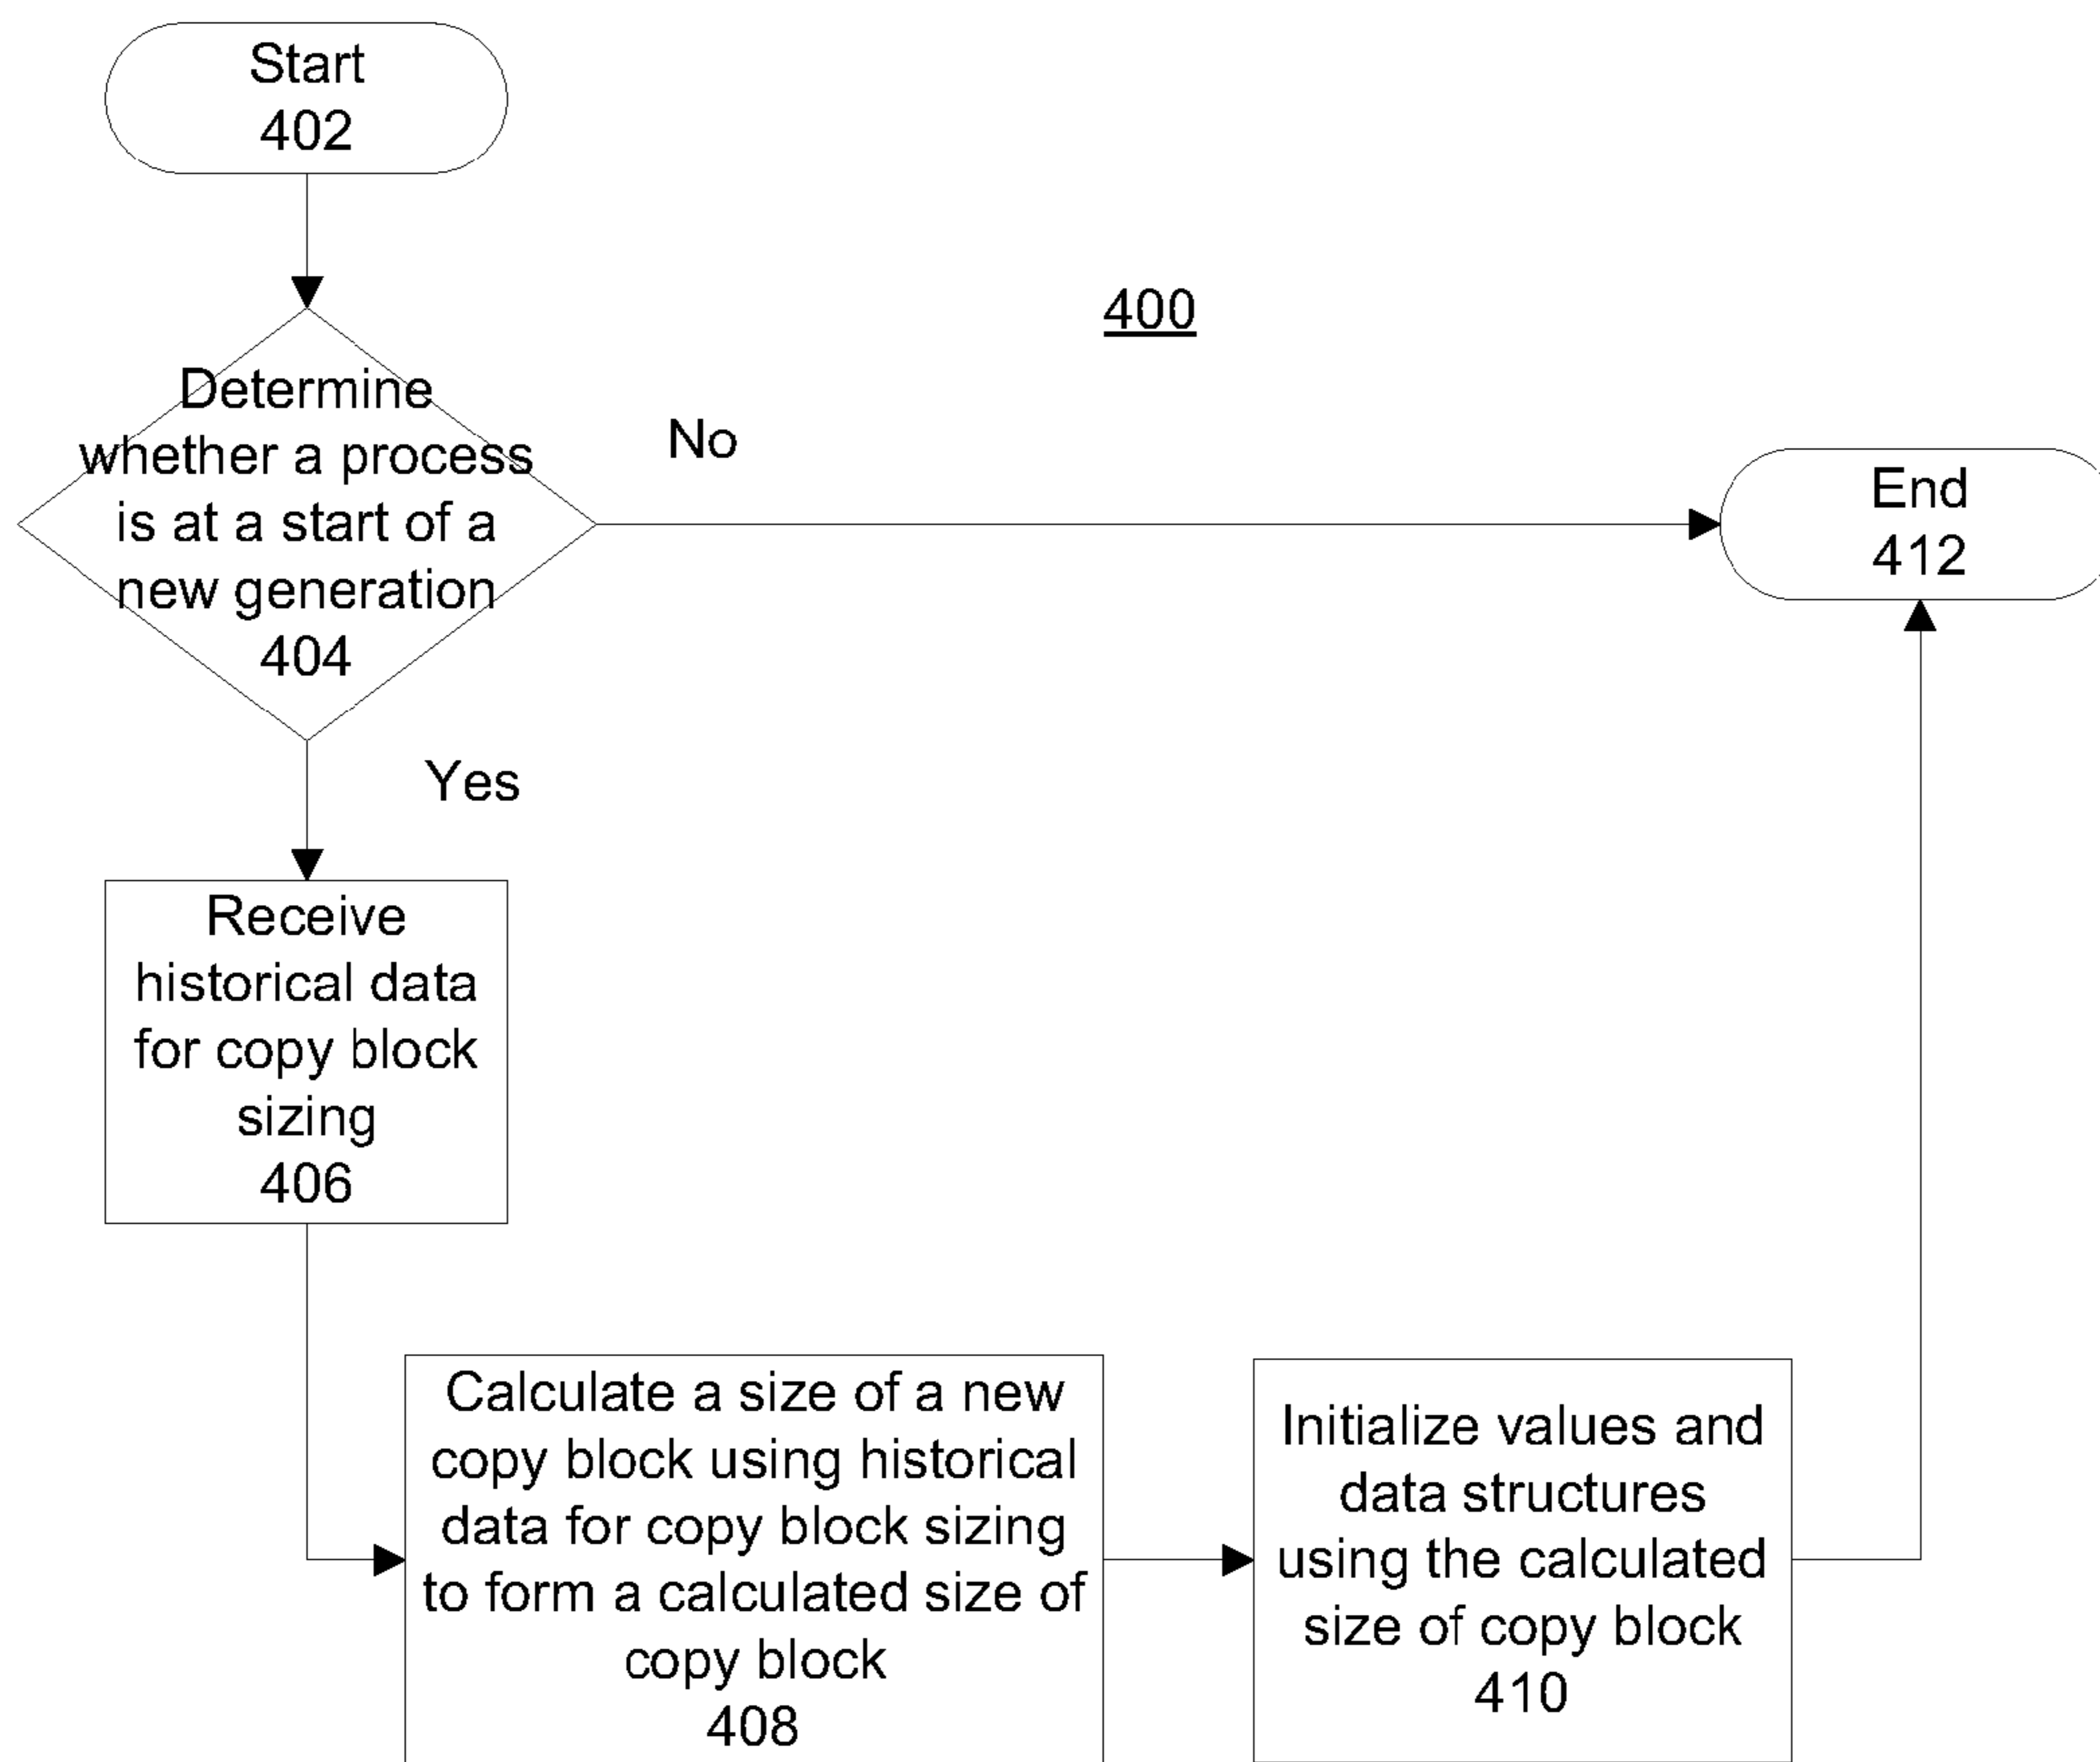 Start
402
400
Determine
whether a process
is at a start of a
new generation
404
No
End
412
Yes
Receive
historical data
for copy block
sizing
406
Calculate a size of a new
copy block using historical
data for copy block sizing
to form a calculated size of
copy block
408
Initialize values and
data structures
using the calculated
size of copy block
410